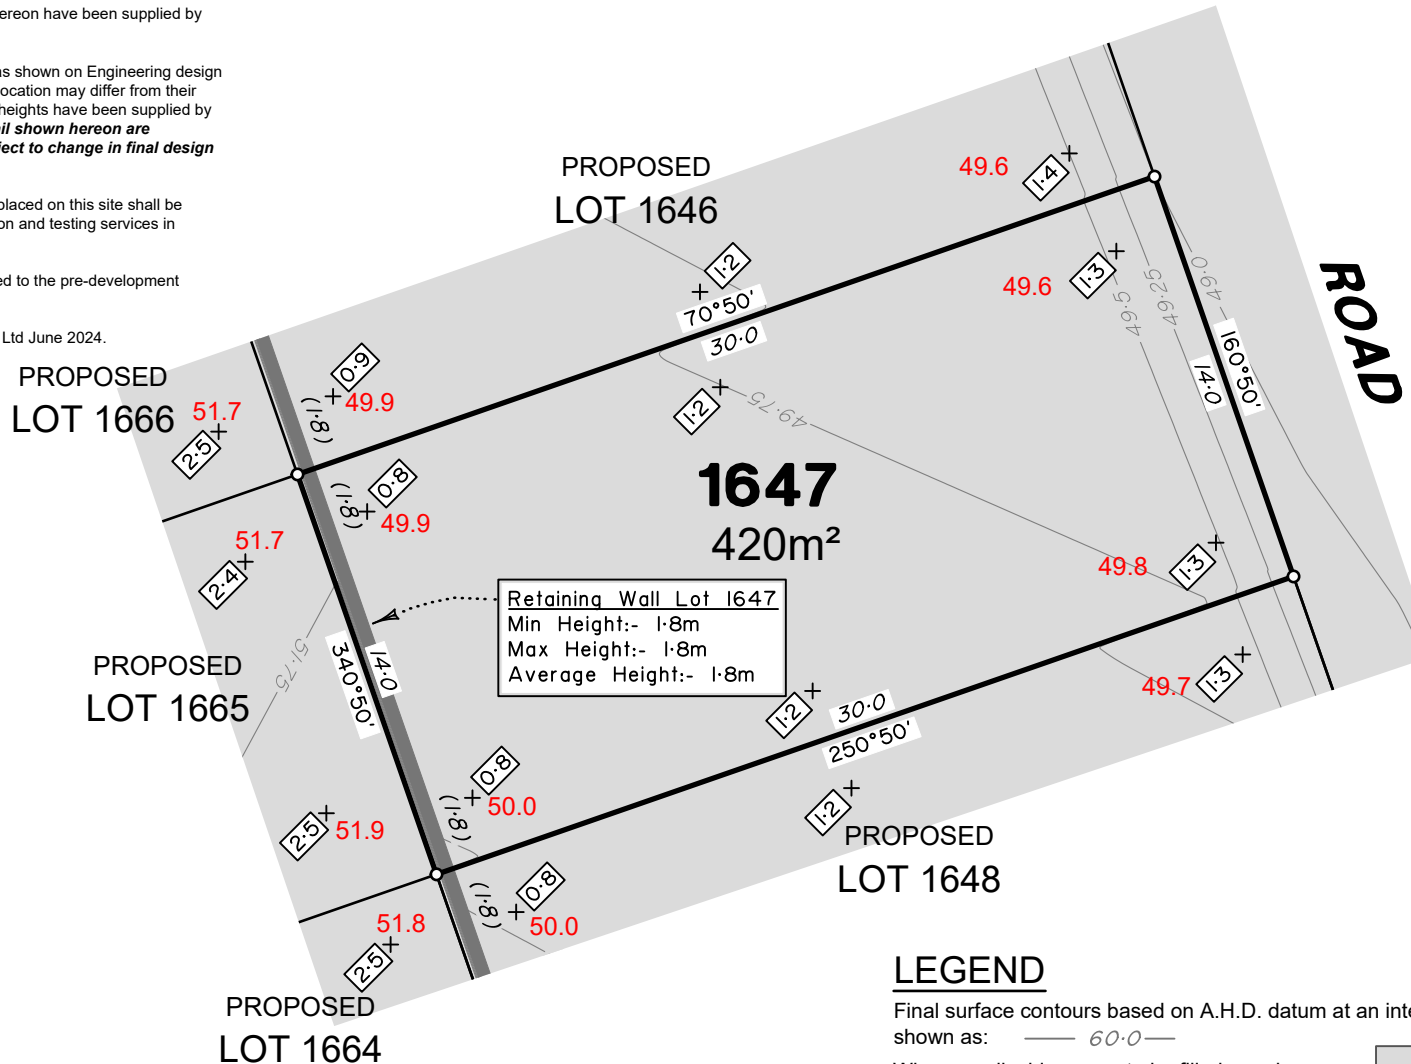 ereon have been supplied by
as shown on Engineering design
ocation may differ from their
heights have been supplied by
il shown hereon are
ject to change in final design
placed on this site shall be
on and testing services in
ed to the pre-development
Ltd June 2024.
PROPOSED
LOT 1646
49.6
1·4
1·2
70°50'
30·0
49.6
1·3
49·5
49·25
49·0
160°50'
14·0
ROAD
PROPOSED
LOT 1666
51.7
2·5
0·9
49.9
(1·8)
1·2
49·75
0·8
(1·8)
49.9
1647
420m²
51.7
2·4
49.8
1·3
Retaining Wall Lot 1647
Min Height:- 1·8m
Max Height:- 1·8m
Average Height:- 1·8m
PROPOSED
LOT 1665
51·75
340°50'
14·0
49.7
1·3
1·2
30·0
250°50'
0·8
50.0
(1·8)
2·5
51.9
1·2
PROPOSED
LOT 1648
0·8
50.0
(1·8)
51.8
2·5
PROPOSED
LOT 1664
LEGEND
Final surface contours based on A.H.D. datum at an inte
shown as: 60·0